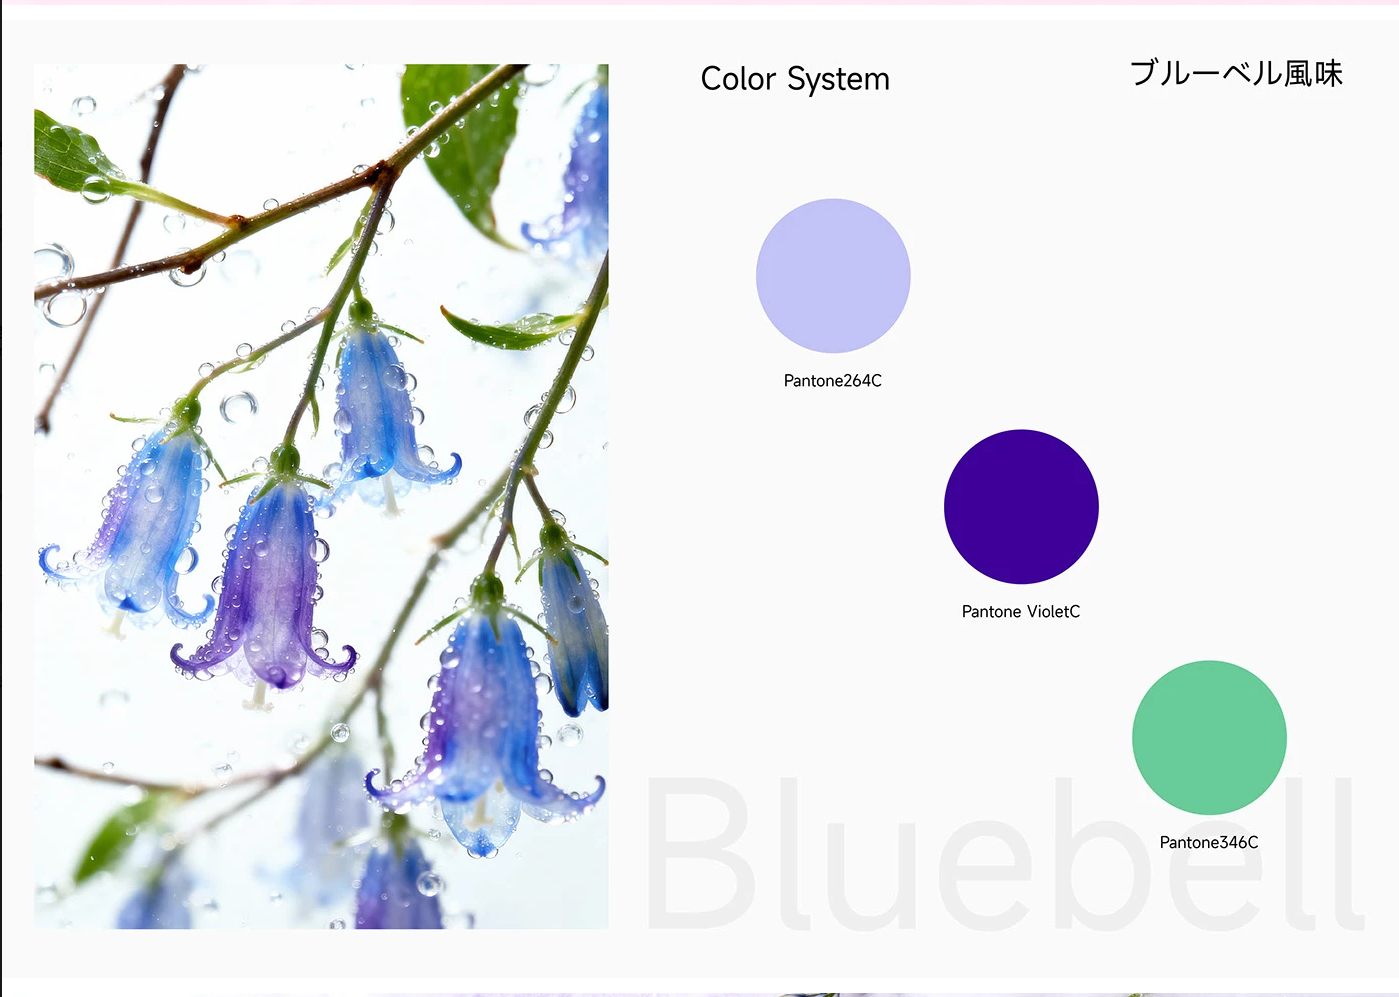 Color System
ブルーベル風味
Pantone264C
Pantone VioletC
Pantone346C
Bluebell